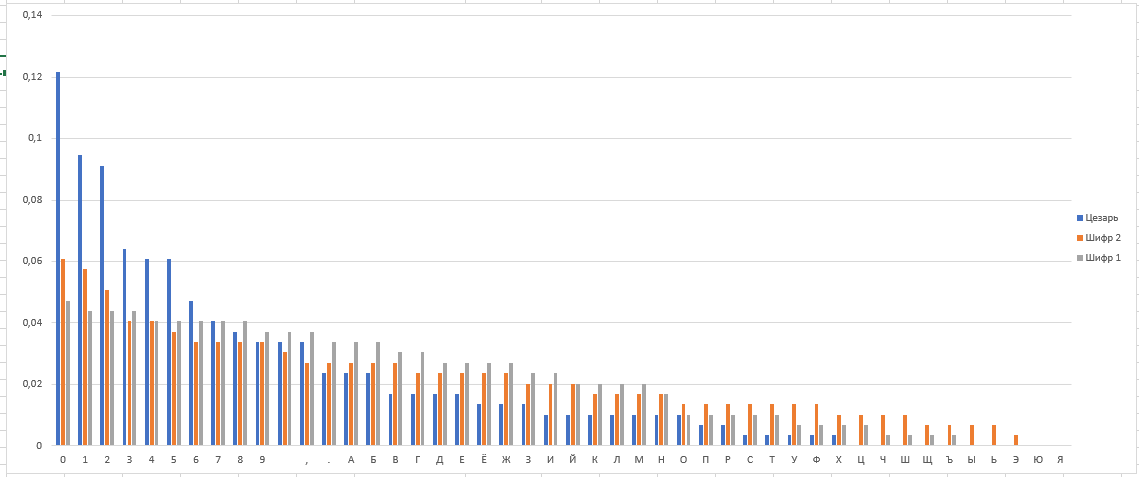 0,14
0,12
0,1
0,08
0,06
0,04
0,02
0
0 1 2 3 4 5 6 7 8 9 , . А Б В Г Д Е Ё Ж З И Й К Л М Н О П Р С Т У Ф Х Ц Ч Ш Щ Ъ Ы Ь Э Ю Я
Цезарь
Шифр 2
Шифр 1